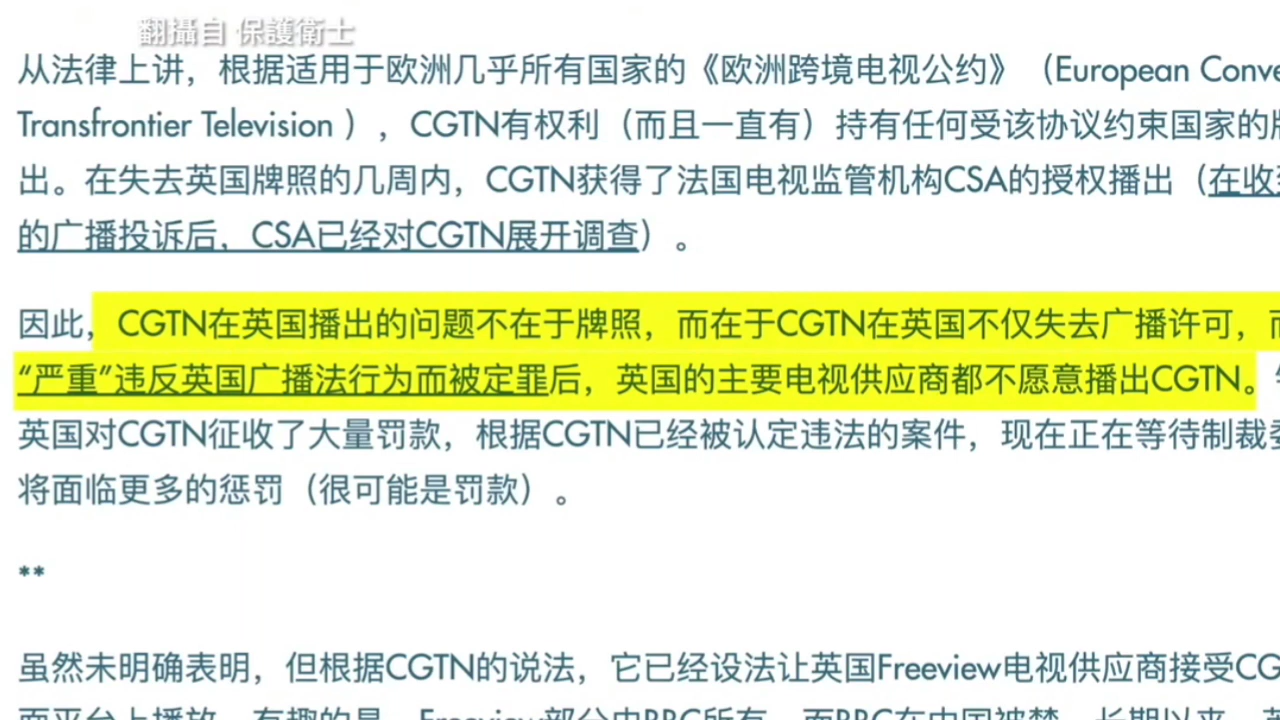 翻攝自 保護衛士
从法律上讲，根据适用于欧洲几乎所有国家的《欧洲跨境电视公约》（European Conve
Transfrontier Television ），CGTN有权利（而且一直有）持有任何受该协议约束国家的
出。在失去英国牌照的几周内，CGTN获得了法国电视监管机构CSA的授权播出（在收
的广播投诉后，CSA已经对CGTN展开调查）。
因此，CGTN在英国播出的问题不在于牌照，而在于CGTN在英国不仅失去广播许可，
“严重”违反英国广播法行为而被定罪后，英国的主要电视供应商都不愿意播出CGTN。
英国对CGTN征收了大量罚款，根据CGTN已经被认定违法的案件，现在正在等待制裁
将面临更多的惩罚（很可能是罚款）。
**
虽然未明确表明，但根据CGTN的说法，它已经设法让英国Freeview电视供应商接受CG